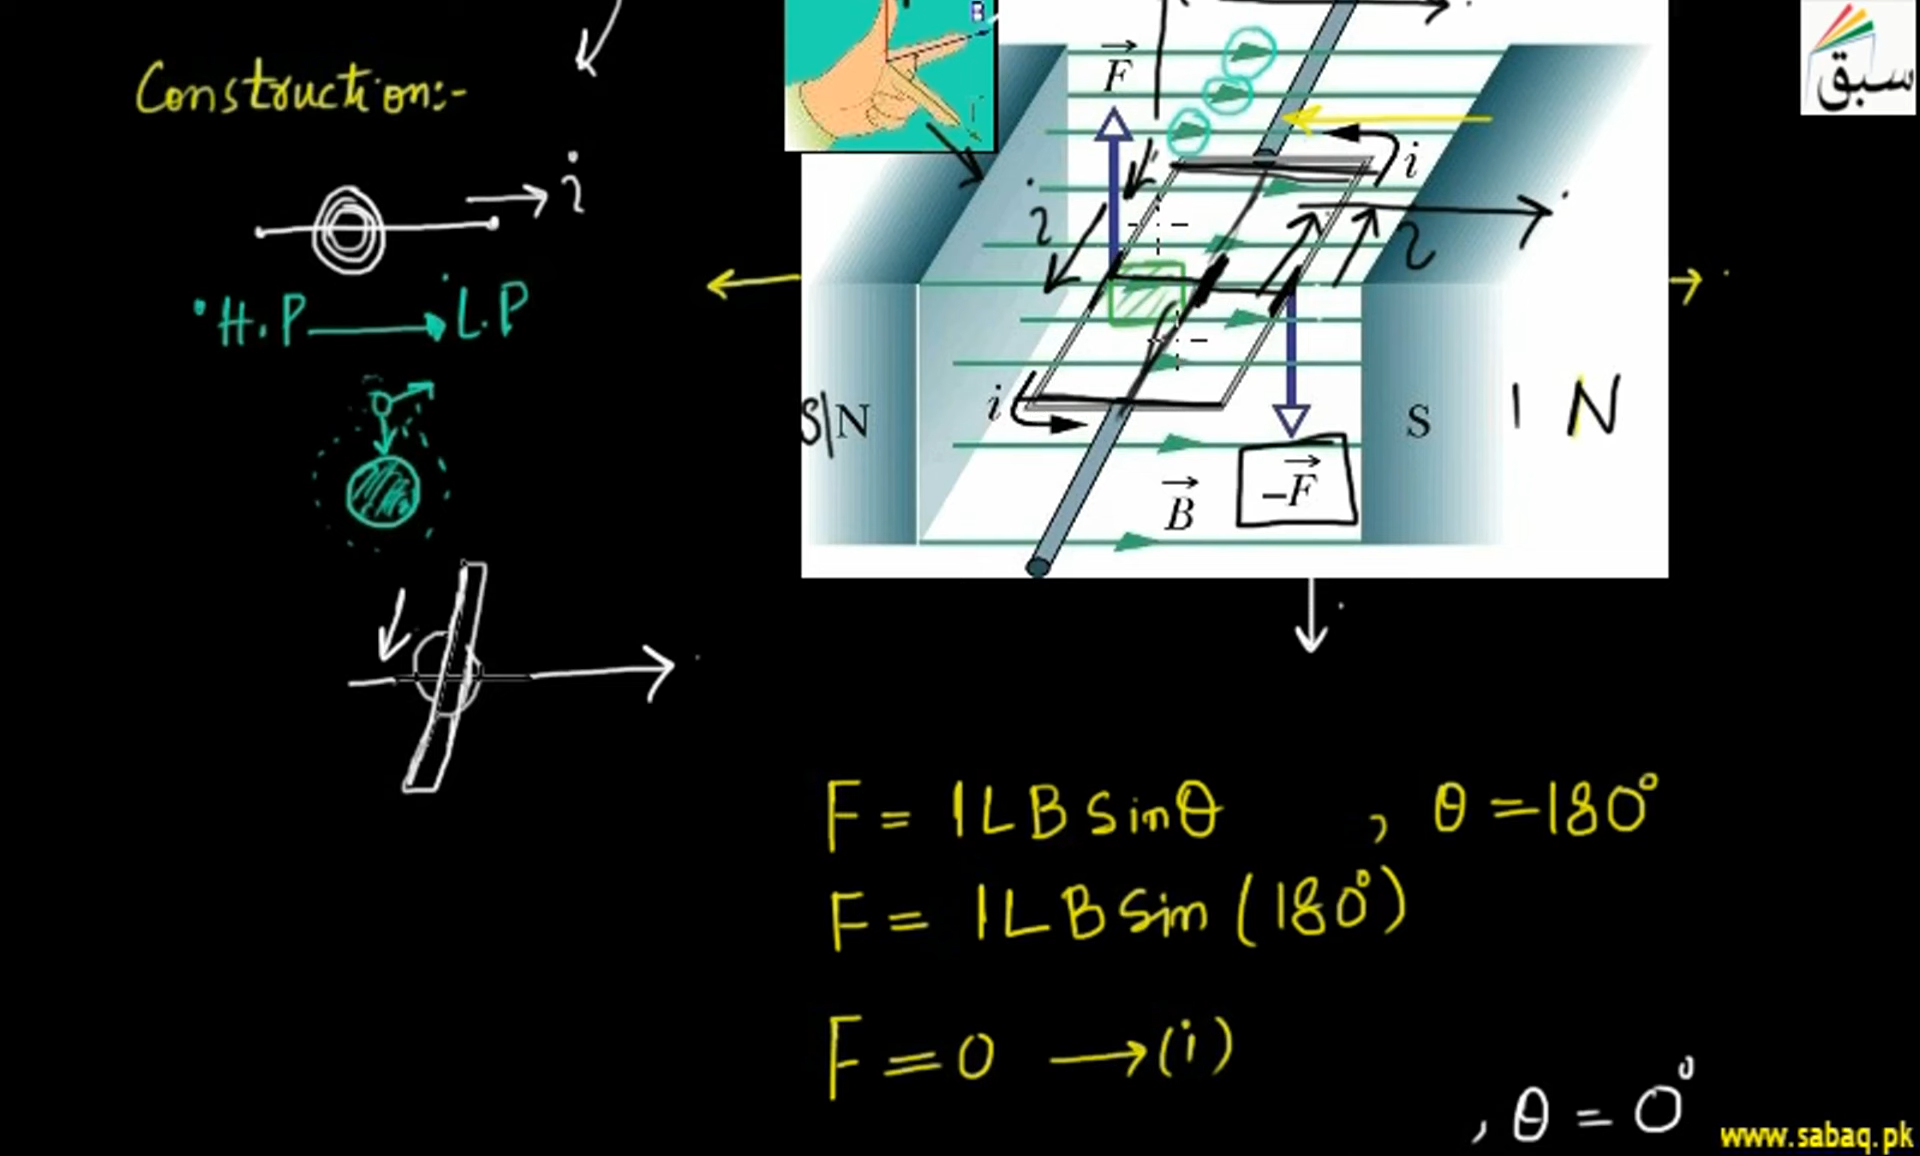 Construction:-
B
سبق
F
i
i
i
i
H.P → L.P
i
S|N
S | N
B
-F
F = ILB Sinθ , θ = 180°
F = ILB Sin (180°)
F = 0 → (i)
, θ = 0°
www.sabaq.pk